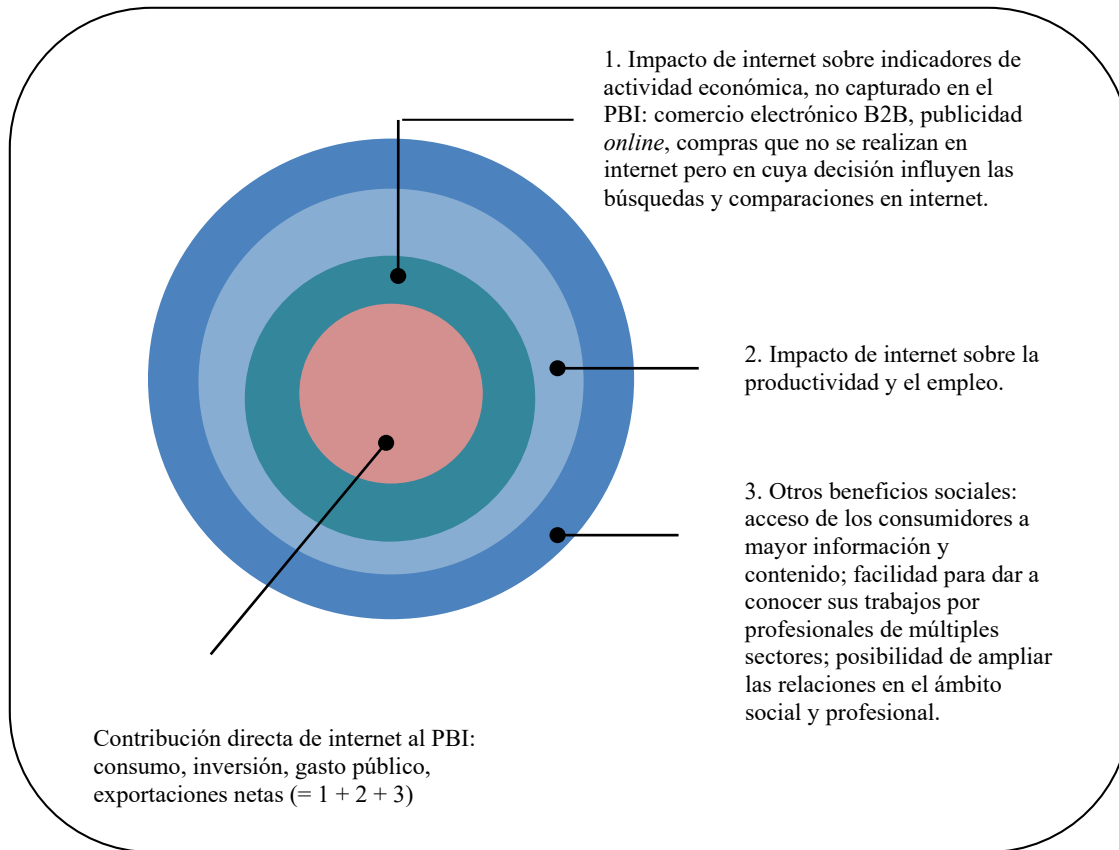 1. Impacto de internet sobre indicadores de
actividad económica, no capturado en el
PBI: comercio electrónico B2B, publicidad
online, compras que no se realizan en
internet pero en cuya decisión influyen las
búsquedas y comparaciones en internet.
2. Impacto de internet sobre la
productividad y el empleo.
3. Otros beneficios sociales:
acceso de los consumidores a
mayor información y
contenido; facilidad para dar a
conocer sus trabajos por
profesionales de múltiples
sectores; posibilidad de ampliar
las relaciones en el ámbito
social y profesional.
Contribución directa de internet al PBI:
consumo, inversión, gasto público,
exportaciones netas (= 1 + 2 + 3)